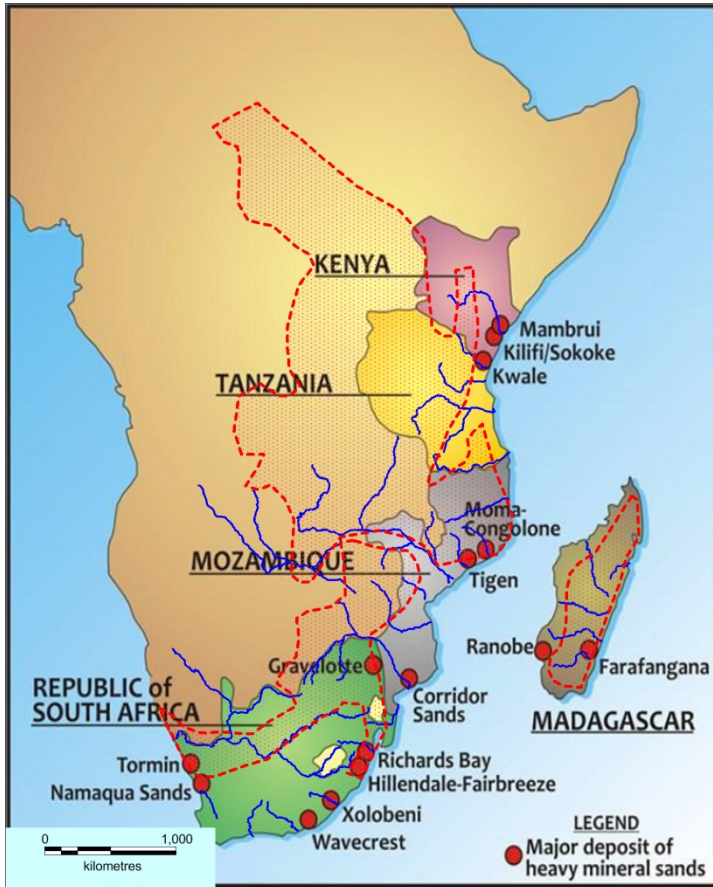 KENYA
Mambrui
Kilifi/Sokoke
Kwale
TANZANIA
Moma-
Congolone
MOZAMBIQUE
Tigen
Ranobe
Farafangana
Gravelotte
Corridor
Sands
REPUBLIC of
SOUTH AFRICA
MADAGASCAR
Tormin
Richards Bay
Namaqua Sands
Hillendale-Fairbreeze
Xolobeni
Wavecrest
LEGEND
Major deposit of
heavy mineral sands
0 1,000
kilometres